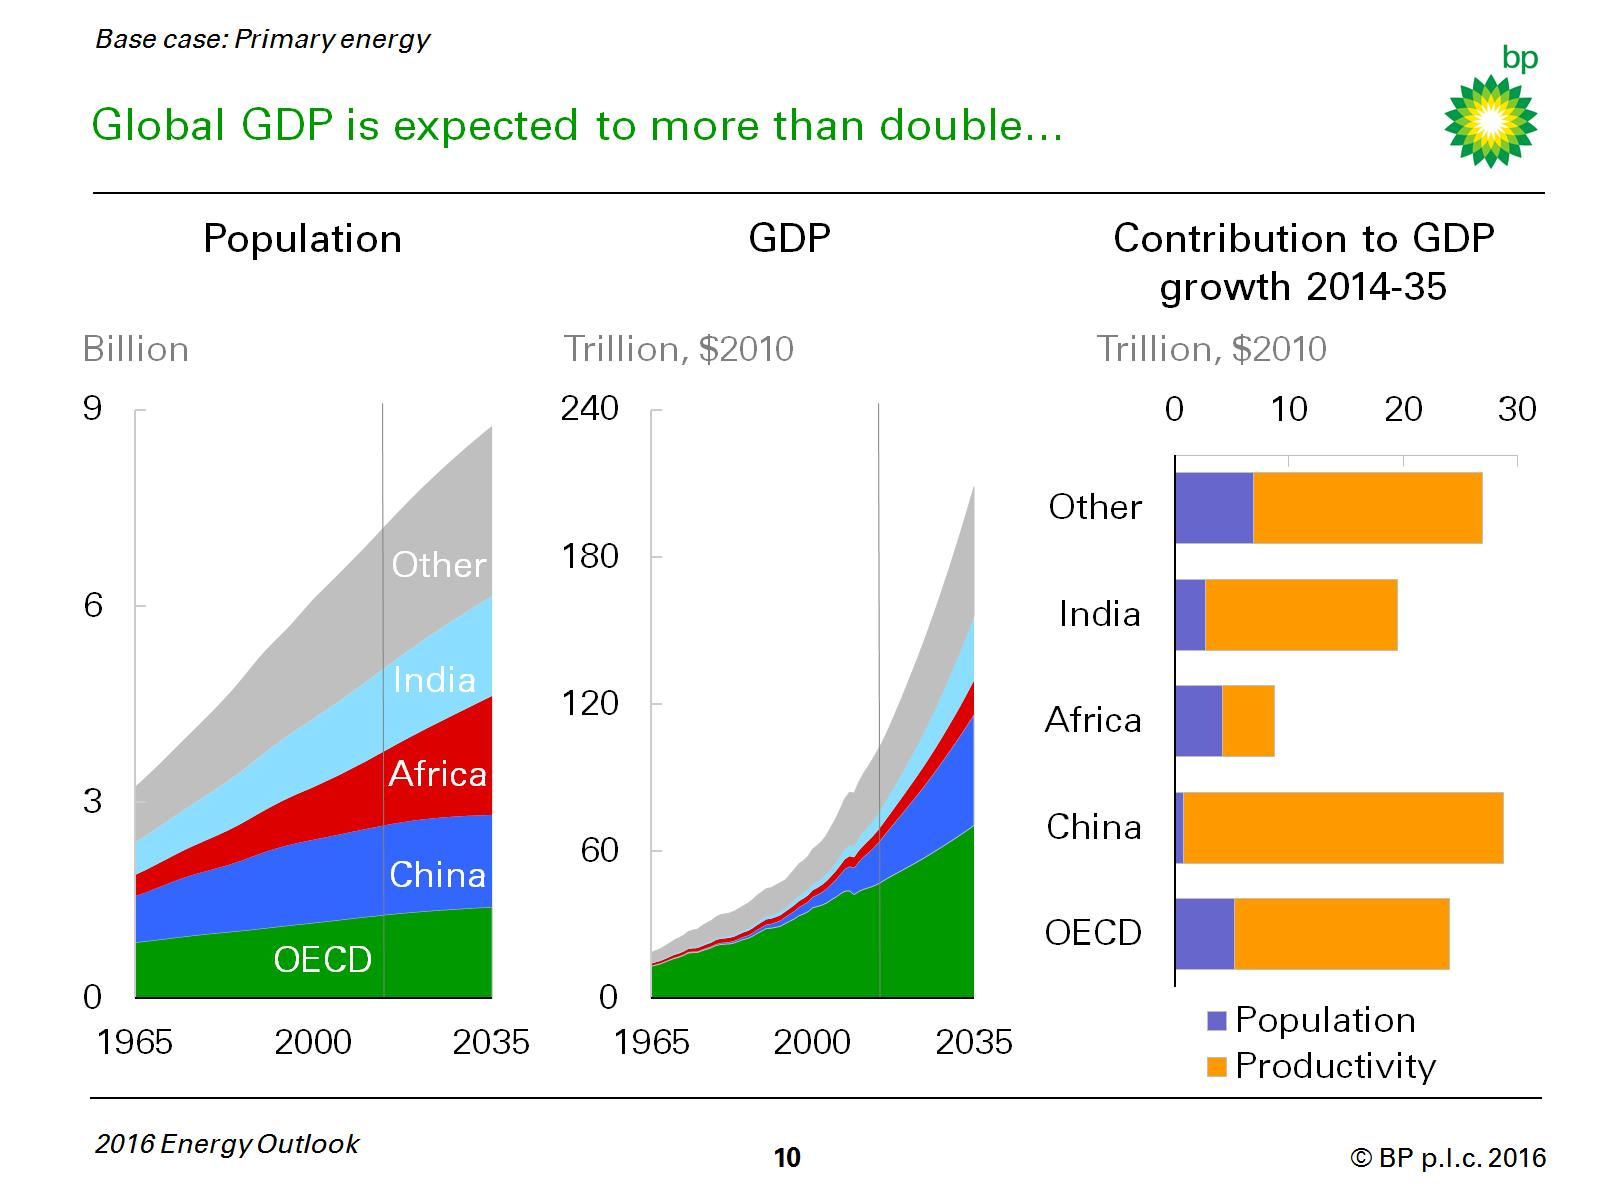 Base case: Primary energy
bp
Global GDP is expected to more than double...
Population
Billion
9
6
3
0
Other
India
Africa
China
OECD
1965
2000
2035
GDP
Trillion, $2010
240
180
120
60
0
1965
2000
2035
Contribution to GDP
growth 2014-35
Trillion, $2010
0
10
20
30
Other
India
Africa
China
OECD
Population
Productivity
2016 Energy Outlook
10
© BP p.l.c. 2016